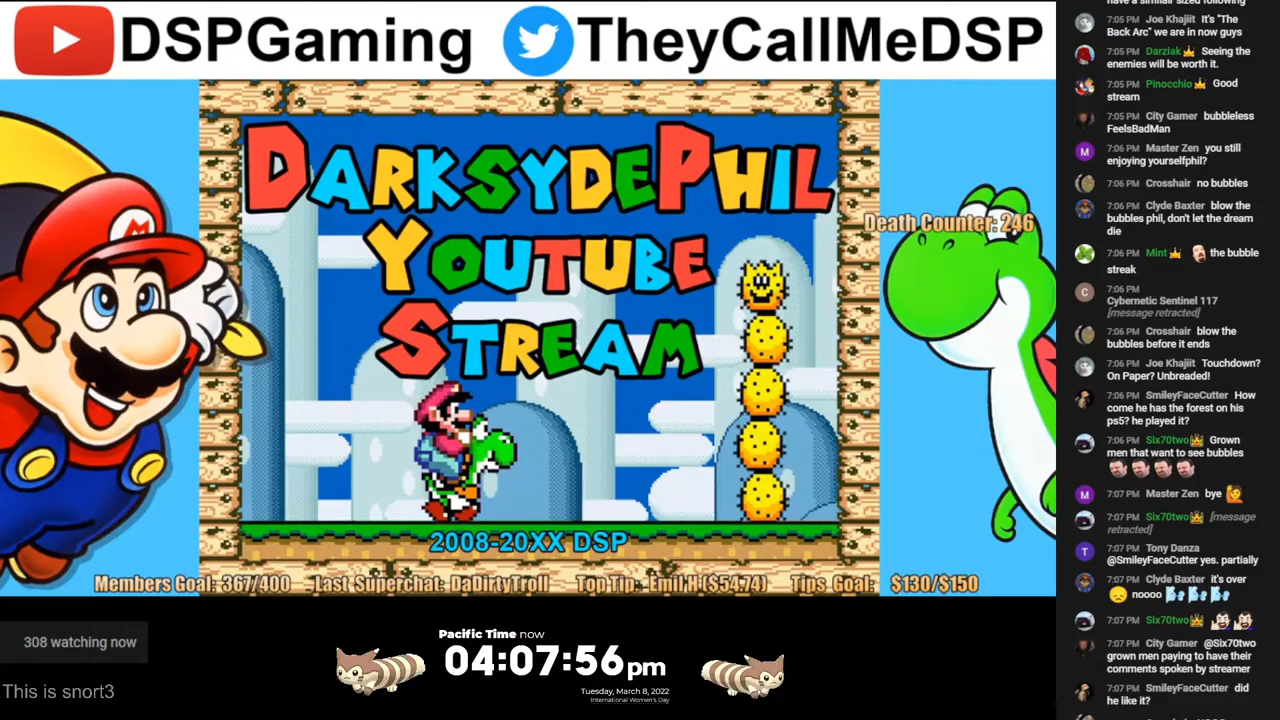 DSPGaming
TheyCallMeDSP
DARKSYDEPHIL
YOUTUBE
STREAM
2008-20XX DSP
Death Counter: 246
Members Goal: 367/400 Last Superchat: DaDirtyTroll Top Tip: Emil H ($54.74) Tips Goal: $130/$150
308 watching now
This is snort3
Pacific Time now
04:07:56pm
Tuesday, March 8, 2022
International Women's Day
7:05 PM Joe Khajiit It's "The
Back Arc" we are in now guys
7:05 PM Darziak Seeing the
enemies will be worth it.
7:05 PM Pinocchio Good
stream
7:05 PM City Gamer bubbleless
FeelsBadMan
7:06 PM Master Zen you still
enjoying yourselfphil?
7:06 PM Crosshair no bubbles
7:06 PM Clyde Baxter blow the
bubbles phil, don't let the dream
die
7:06 PM Mint the bubble
streak
7:06 PM
Cybernetic Sentinel 117
[message retracted]
7:06 PM Crosshair blow the
bubbles before it ends
7:06 PM Joe Khajiit Touchdown?
On Paper? Unbreaded!
7:06 PM SmileyFaceCutter How
come he has the forest on his
ps5? he played it?
7:06 PM Six70two Grown
men that want to see bubbles
7:07 PM Master Zen bye
7:07 PM Six70two [message
retracted]
7:07 PM Tony Danza
@SmileyFaceCutter yes. partially
7:07 PM Clyde Baxter it's over
noooo
7:07 PM Six70two
7:07 PM City Gamer @Six70two
grown men paying to have their
comments spoken by streamer
7:07 PM SmileyFaceCutter did
he like it?